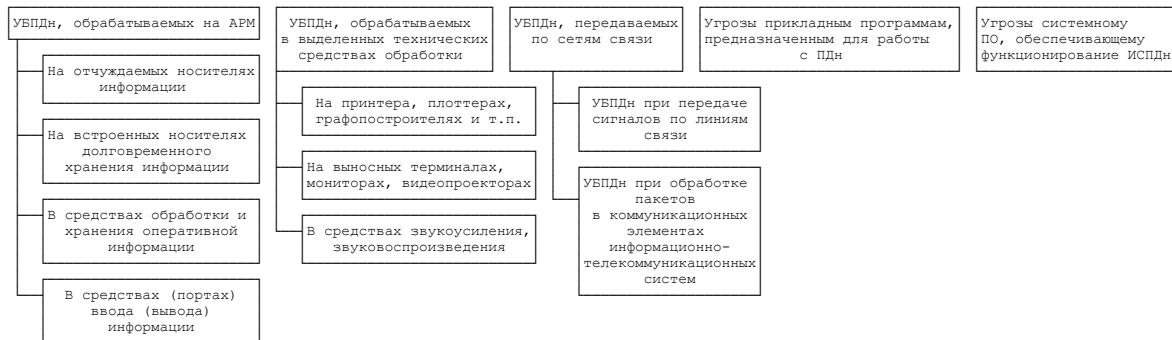 УБПДн, обрабатываемых на АРМ
На отчуждаемых носителях
информации
На встроенных носителях
долговременного
хранения информации
В средствах обработки и
хранения оперативной
информации
В средствах (портах)
ввода (вывода)
информации
УБПДн, обрабатываемых
в выделенных технических
средствах обработки
На принтера, плоттерах,
графопостроителях и т.п.
На выносных терминалах,
мониторах, видеопроекторах
В средствах звукоусиления,
звуковоспроизведения
УБПДн, передаваемых
по сетям связи
УБПДн при передаче
сигналов по линиям
связи
УБПДн при обработке
пакетов
в коммуникационных
элементах
информационно-
телекоммуникационных
систем
Угрозы прикладным программам,
предназначенным для работы
с ПДн
Угрозы системному
ПО, обеспечивающему
функционирование ИСПДн